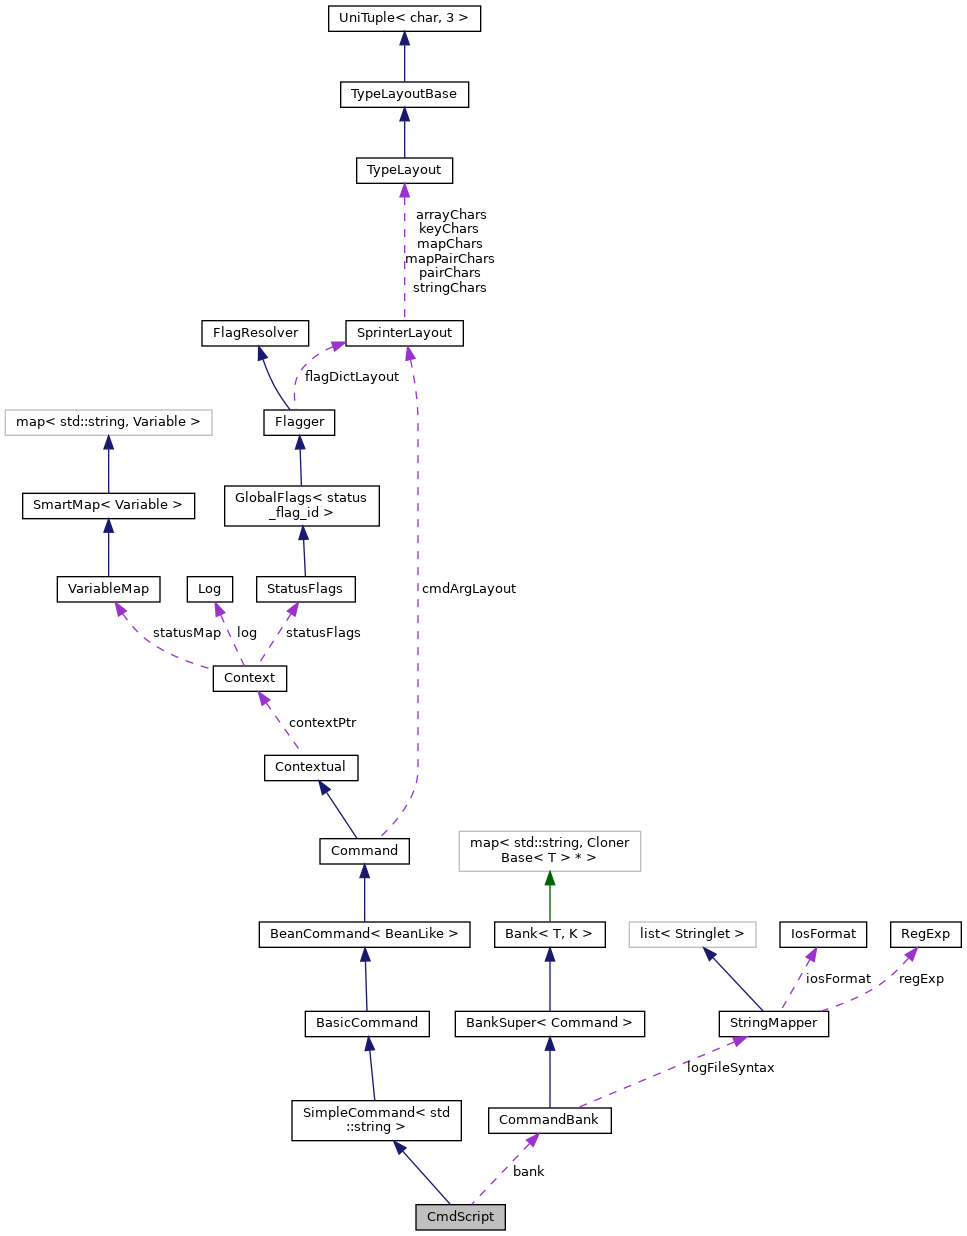 UniTuple< char, 3 >
TypeLayoutBase
TypeLayout
arrayChars
keyChars
mapChars
mapPairChars
pairChars
stringChars
FlagResolver
SprinterLayout
flagDictLayout
map< std::string, Variable >
Flagger
SmartMap< Variable >
GlobalFlags< status
_flag_id >
VariableMap
Log
StatusFlags
cmdArgLayout
statusMap
log
statusFlags
Context
contextPtr
Contextual
Command
map< std::string, Cloner
Base< T > * >
BeanCommand< BeanLike >
Bank< T, K >
list< Stringlet >
IosFormat
RegExp
iosFormat
regExp
BasicCommand
BankSuper< Command >
StringMapper
logFileSyntax
SimpleCommand< std
::string >
CommandBank
bank
CmdScript